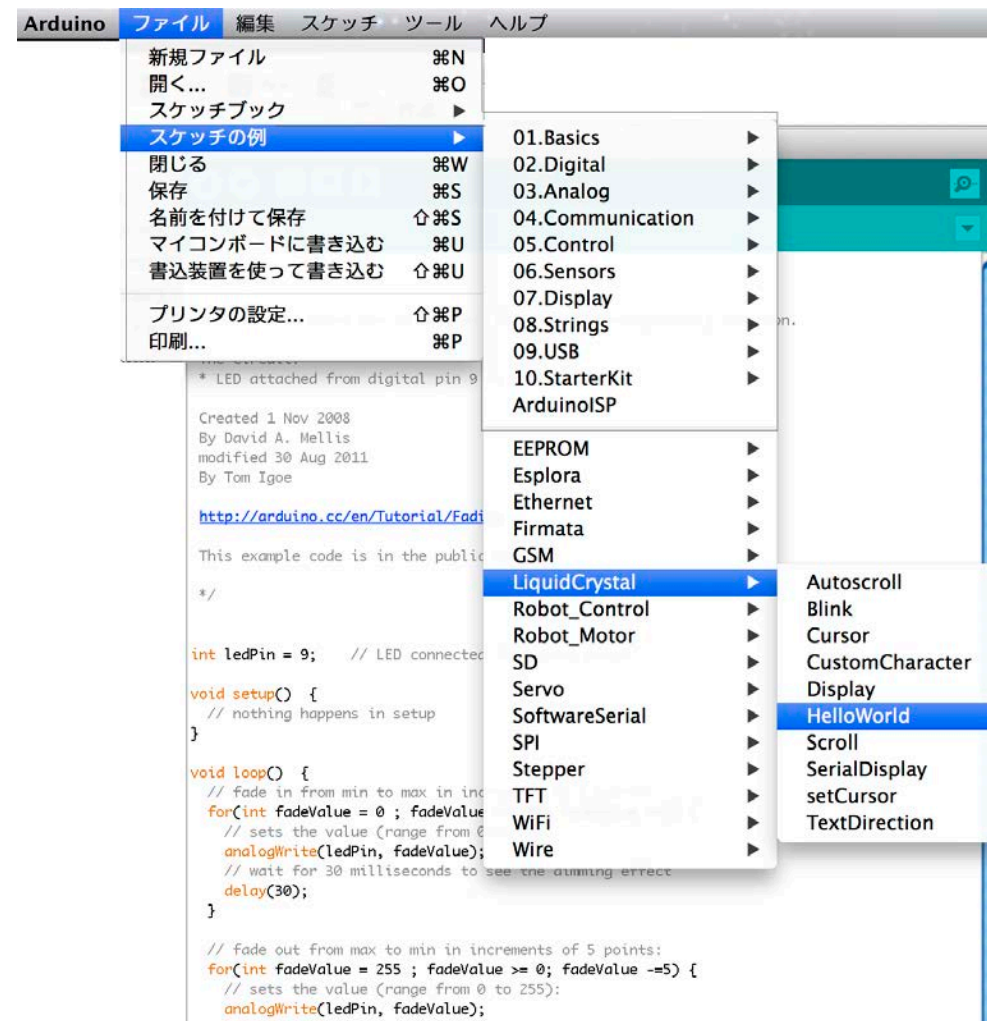 Arduino ファイル 編集 スケッチ ツール ヘルプ
新規ファイル ⌘N
開く... ⌘O
スケッチブック ▶
スケッチの例 ▶
閉じる ⌘W
保存 ⌘S
名前を付けて保存 ⇧⌘S
マイコンボードに書き込む ⌘U
書込装置を使って書き込む ⇧⌘U
プリンタの設定... ⇧⌘P
印刷... ⌘P
01.Basics ▶
02.Digital ▶
03.Analog ▶
04.Communication ▶
05.Control ▶
06.Sensors ▶
07.Display ▶
08.Strings ▶
09.USB ▶
10.StarterKit ▶
ArduinoISP
EEPROM ▶
Esplora ▶
Ethernet ▶
Firmata ▶
GSM ▶
LiquidCrystal ▶
Robot_Control ▶
Robot_Motor ▶
SD ▶
Servo ▶
SoftwareSerial ▶
SPI ▶
Stepper ▶
TFT ▶
WiFi ▶
Wire ▶
Autoscroll
Blink
Cursor
CustomCharacter
Display
HelloWorld
Scroll
SerialDisplay
setCursor
TextDirection
on.
* LED attached from digital pin 9
Created 1 Nov 2008
By David A. Mellis
modified 30 Aug 2011
By Tom Igoe
http://arduino.cc/en/Tutorial/Fadi
This example code is in the public
*/
int ledPin = 9; // LED connected
void setup() {
// nothing happens in setup
}
void loop() {
// fade in from min to max in inc
for(int fadeValue = 0 ; fadeValue
// sets the value (range from 0
analogWrite(ledPin, fadeValue);
// wait for 30 milliseconds to see the dimming effect
delay(30);
}
// fade out from max to min in increments of 5 points:
for(int fadeValue = 255 ; fadeValue >= 0; fadeValue -=5) {
// sets the value (range from 0 to 255):
analogWrite(ledPin, fadeValue);